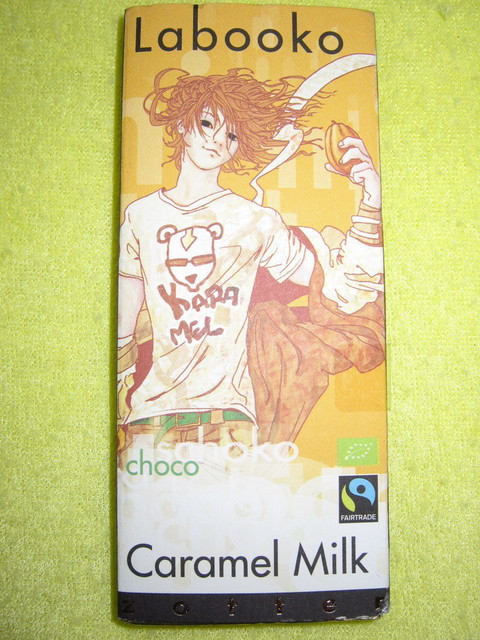 Labooko
KARA
MEL
schoko
choco
FAIRTRADE
Caramel Milk
zotter